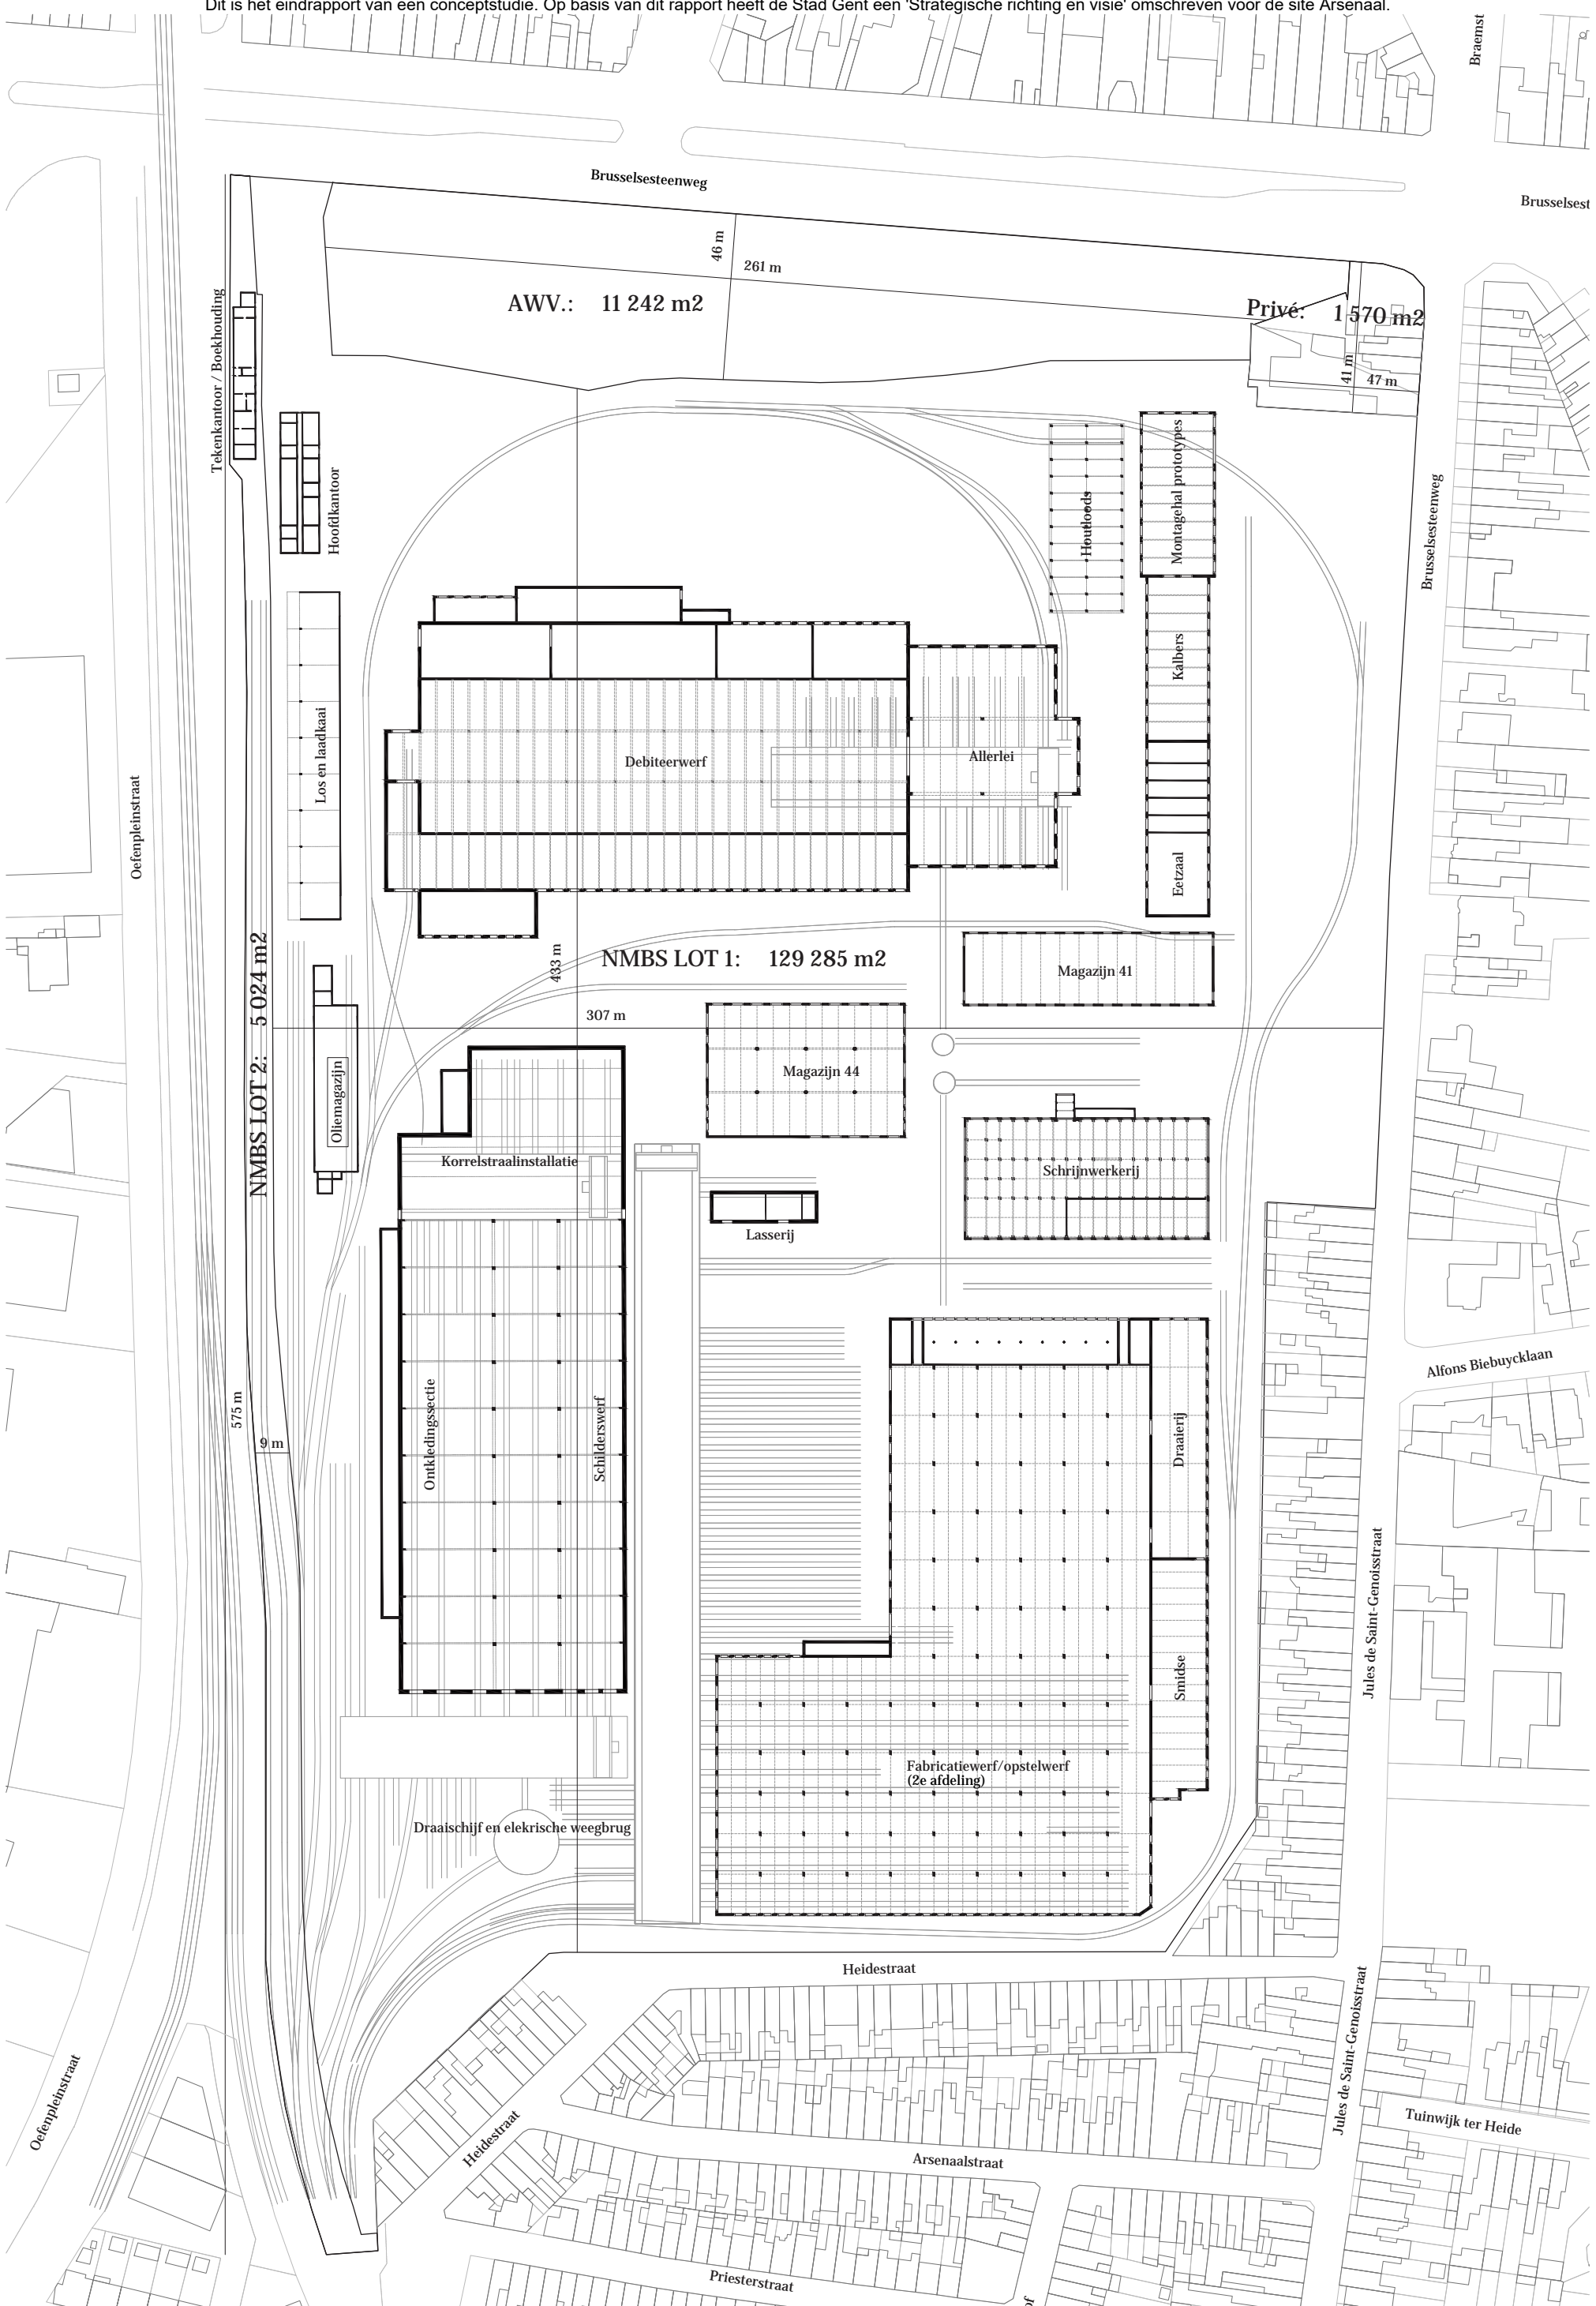 Dit is het eindrapport van een conceptstudie. Op basis van dit rapport heeft de Stad Gent een 'Strategische richting en visie' omschreven voor de site Arsenaal.
Braemst
Brusselsesteenweg
Brusselsest
46 m
261 m
AWV.: 11 242 m2
Privé: 1 570 m2
41 m
47 m
Tekenkantoor / Boekhouding
Hoofdkantoor
Houtloods
Montagehal prototypes
Brusselsesteenweg
Kalbers
Los en laadkaai
Debiteerwerf
Allerlei
Oefenpleinstraat
Eetzaal
433 m
NMBS LOT 1: 129 285 m2
Magazijn 41
NMBS LOT 2: 5 024 m2
307 m
Oliemagazijn
Magazijn 44
Korrelstraalinstallatie
Schrijnwerkerij
Lasserij
Alfons Biebuycklaan
575 m
9 m
Ontkledingssectie
Schilderswerf
Draaierij
Jules de Saint-Genoisstraat
Smidse
Fabricatiewerf/opstelwerf
(2e afdeling)
Draaischijf en elekrische weegbrug
Heidestraat
Jules de Saint-Genoisstraat
Oefenpleinstraat
Heidestraat
Tuinwijk ter Heide
Arsenaalstraat
Priesterstraat
of